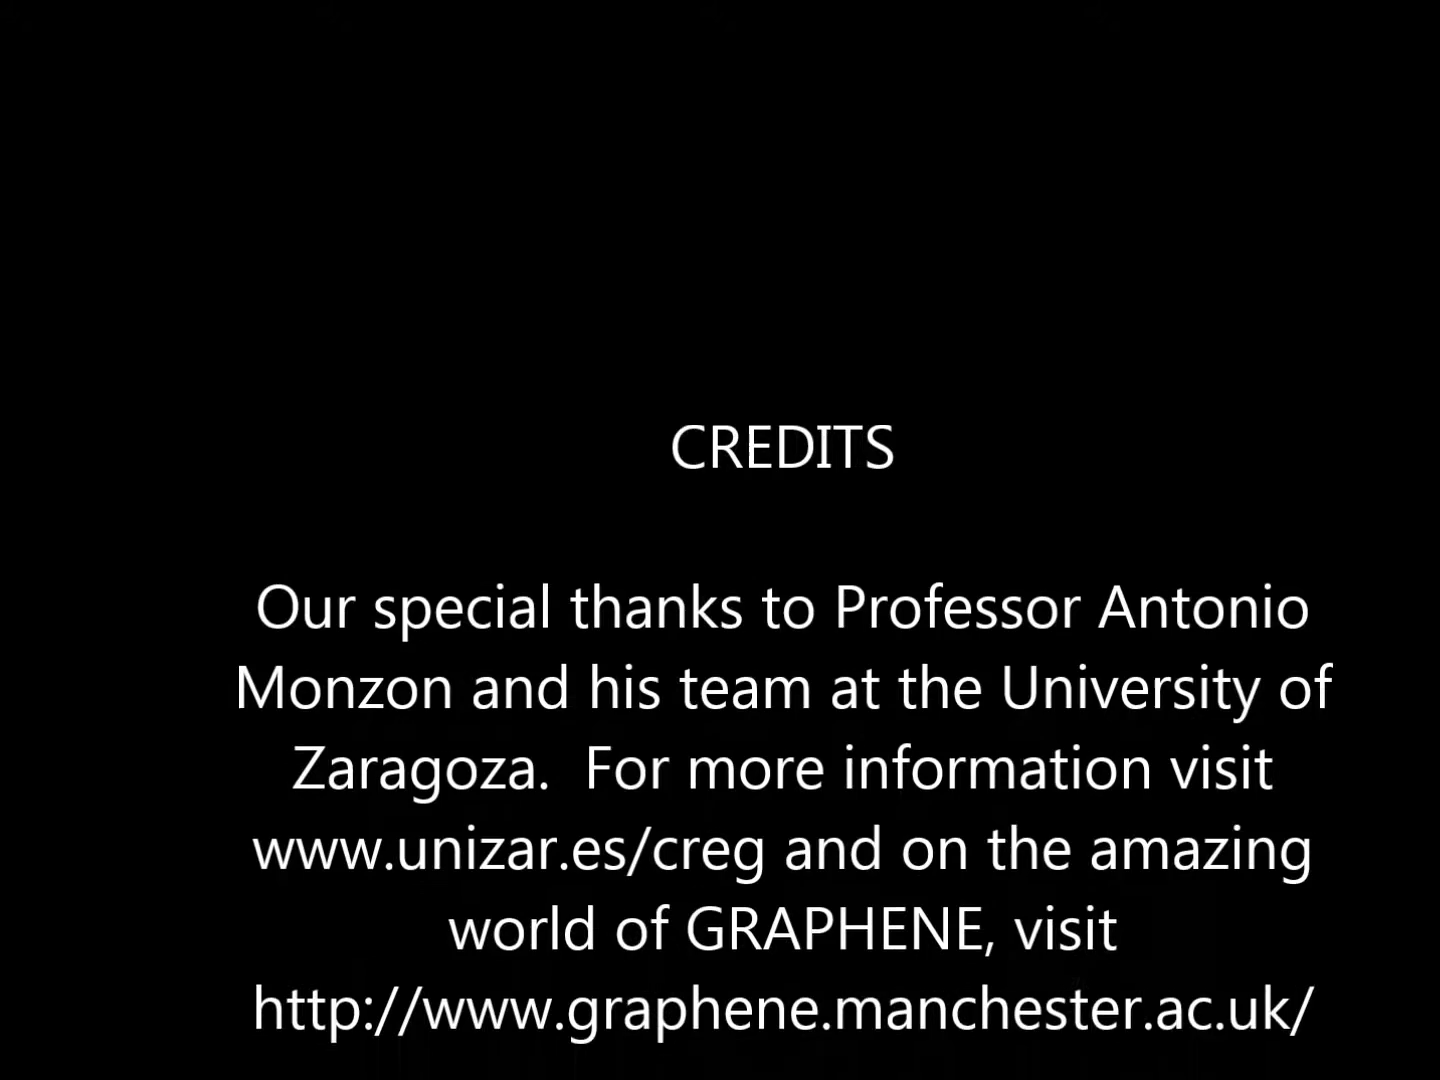 CREDITS
Our special thanks to Professor Antonio
Monzon and his team at the University of
Zaragoza.  For more information visit
www.unizar.es/creg and on the amazing
world of GRAPHENE, visit
http://www.graphene.manchester.ac.uk/